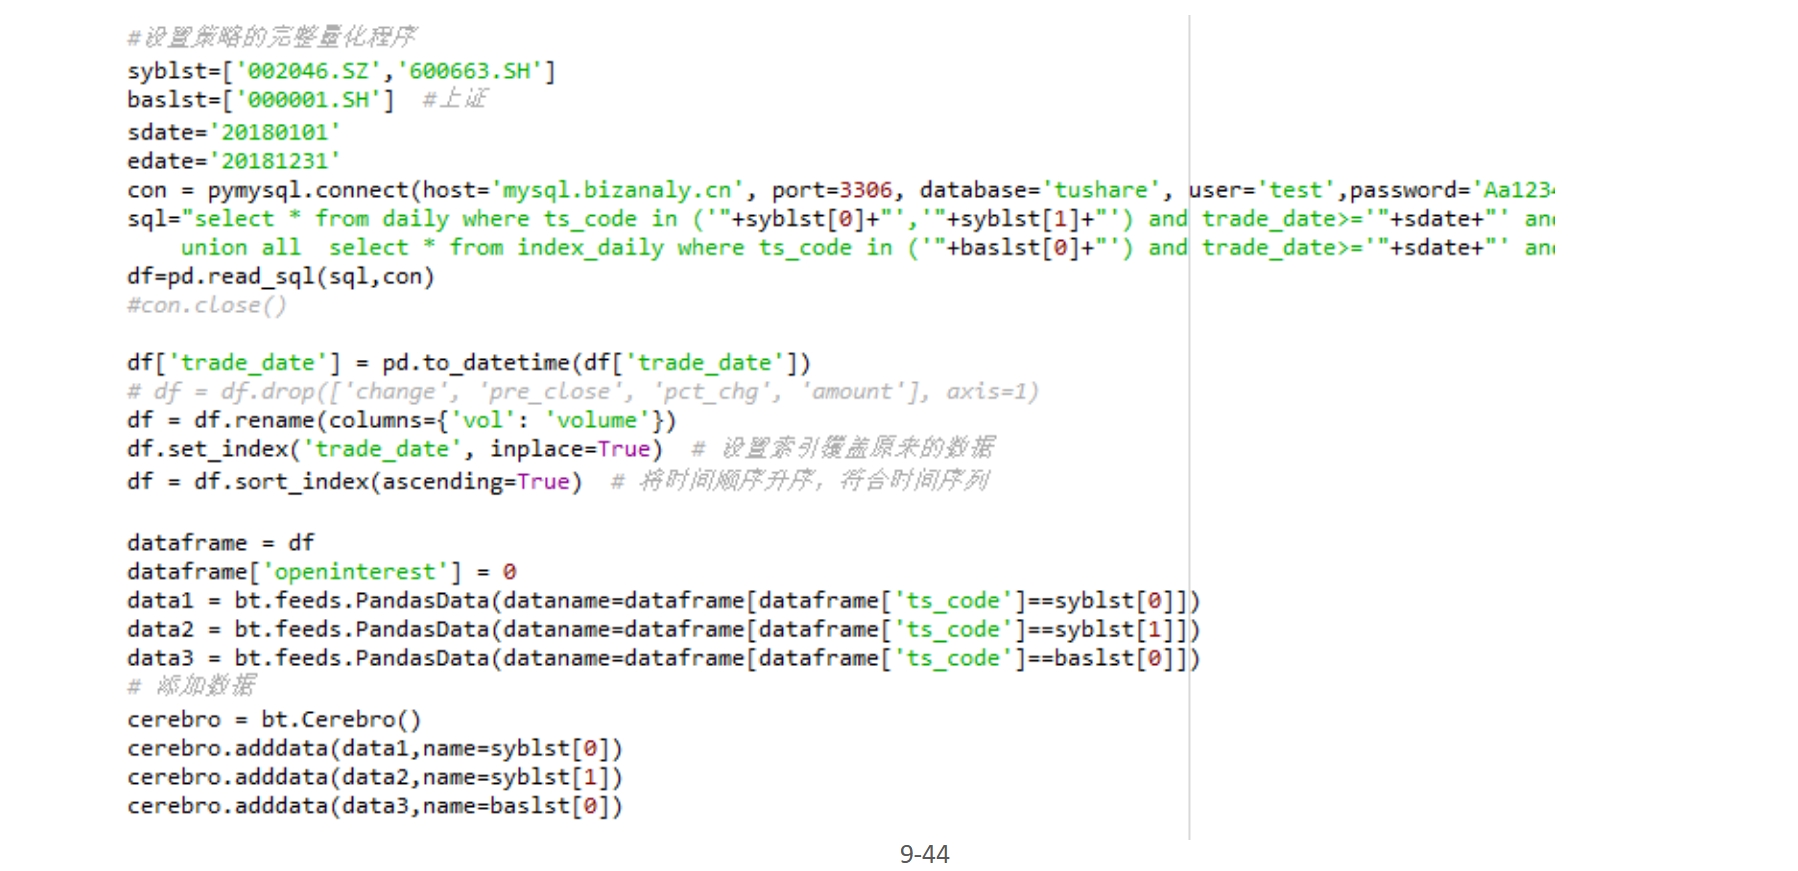 #设置策略的完整量化程序
syblst=['002046.SZ','600663.SH']
baslst=['000001.SH']  #上证
sdate='20180101'
edate='20181231'
con = pymysql.connect(host='mysql.bizanaly.cn', port=3306, database='tushare', user='test',password='Aa1234
sql="select * from daily where ts_code in ('"+syblst[0]+"','"+syblst[1]+"') and trade_date>='"+sdate+"' and
    union all  select * from index_daily where ts_code in ('"+baslst[0]+"') and trade_date>='"+sdate+"' and
df=pd.read_sql(sql,con)
#con.close()
df['trade_date'] = pd.to_datetime(df['trade_date'])
# df = df.drop(['change', 'pre_close', 'pct_chg', 'amount'], axis=1)
df = df.rename(columns={'vol': 'volume'})
df.set_index('trade_date', inplace=True)  # 设置索引覆盖原来的数据
df = df.sort_index(ascending=True)  # 将时间顺序升序，符合时间序列
dataframe = df
dataframe['openinterest'] = 0
data1 = bt.feeds.PandasData(dataname=dataframe[dataframe['ts_code']==syblst[0]])
data2 = bt.feeds.PandasData(dataname=dataframe[dataframe['ts_code']==syblst[1]])
data3 = bt.feeds.PandasData(dataname=dataframe[dataframe['ts_code']==baslst[0]])
# 添加数据
cerebro = bt.Cerebro()
cerebro.adddata(data1,name=syblst[0])
cerebro.adddata(data2,name=syblst[1])
cerebro.adddata(data3,name=baslst[0])
9-44